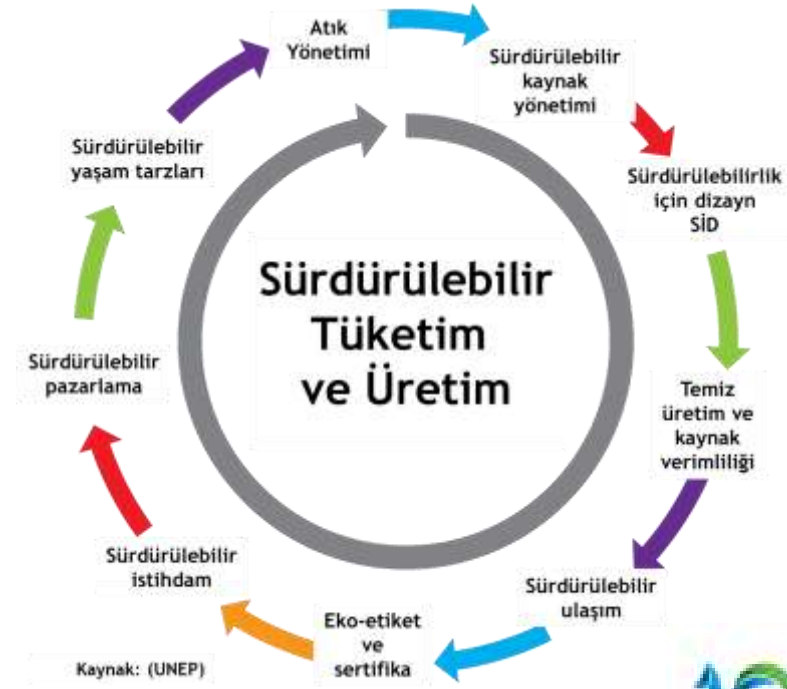 Atık
Yönetimi
Sürdürülebilir
kaynak
yönetimi
Sürdürülebilirlik
için dizayn
SİD
Temiz
üretim ve
kaynak
verimliliği
Sürdürülebilir
ulaşım
Eko-etiket
ve
sertifika
Sürdürülebilir
istihdam
Sürdürülebilir
pazarlama
Sürdürülebilir
yaşam tarzları
Sürdürülebilir
Tüketim
ve Üretim
Kaynak: (UNEP)